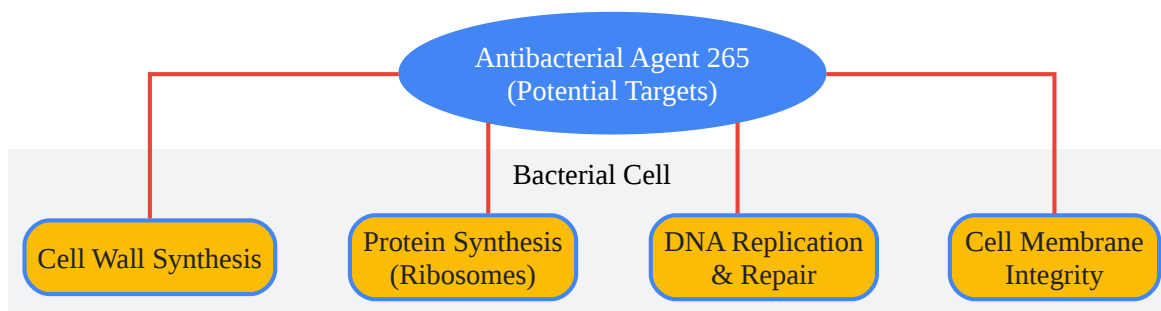 Antibacterial Agent 265
(Potential Targets)
Bacterial Cell
Cell Wall Synthesis
Protein Synthesis
(Ribosomes)
DNA Replication
& Repair
Cell Membrane
Integrity